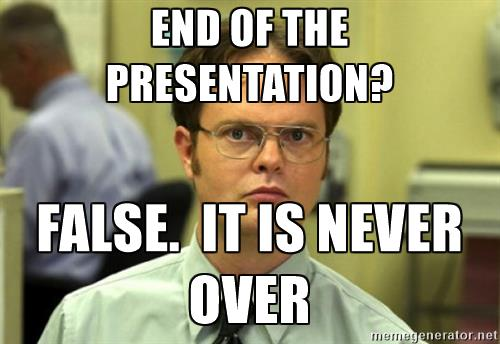 END OF THE
PRESENTATION?
FALSE.  IT IS NEVER
OVER
memegenerator.net